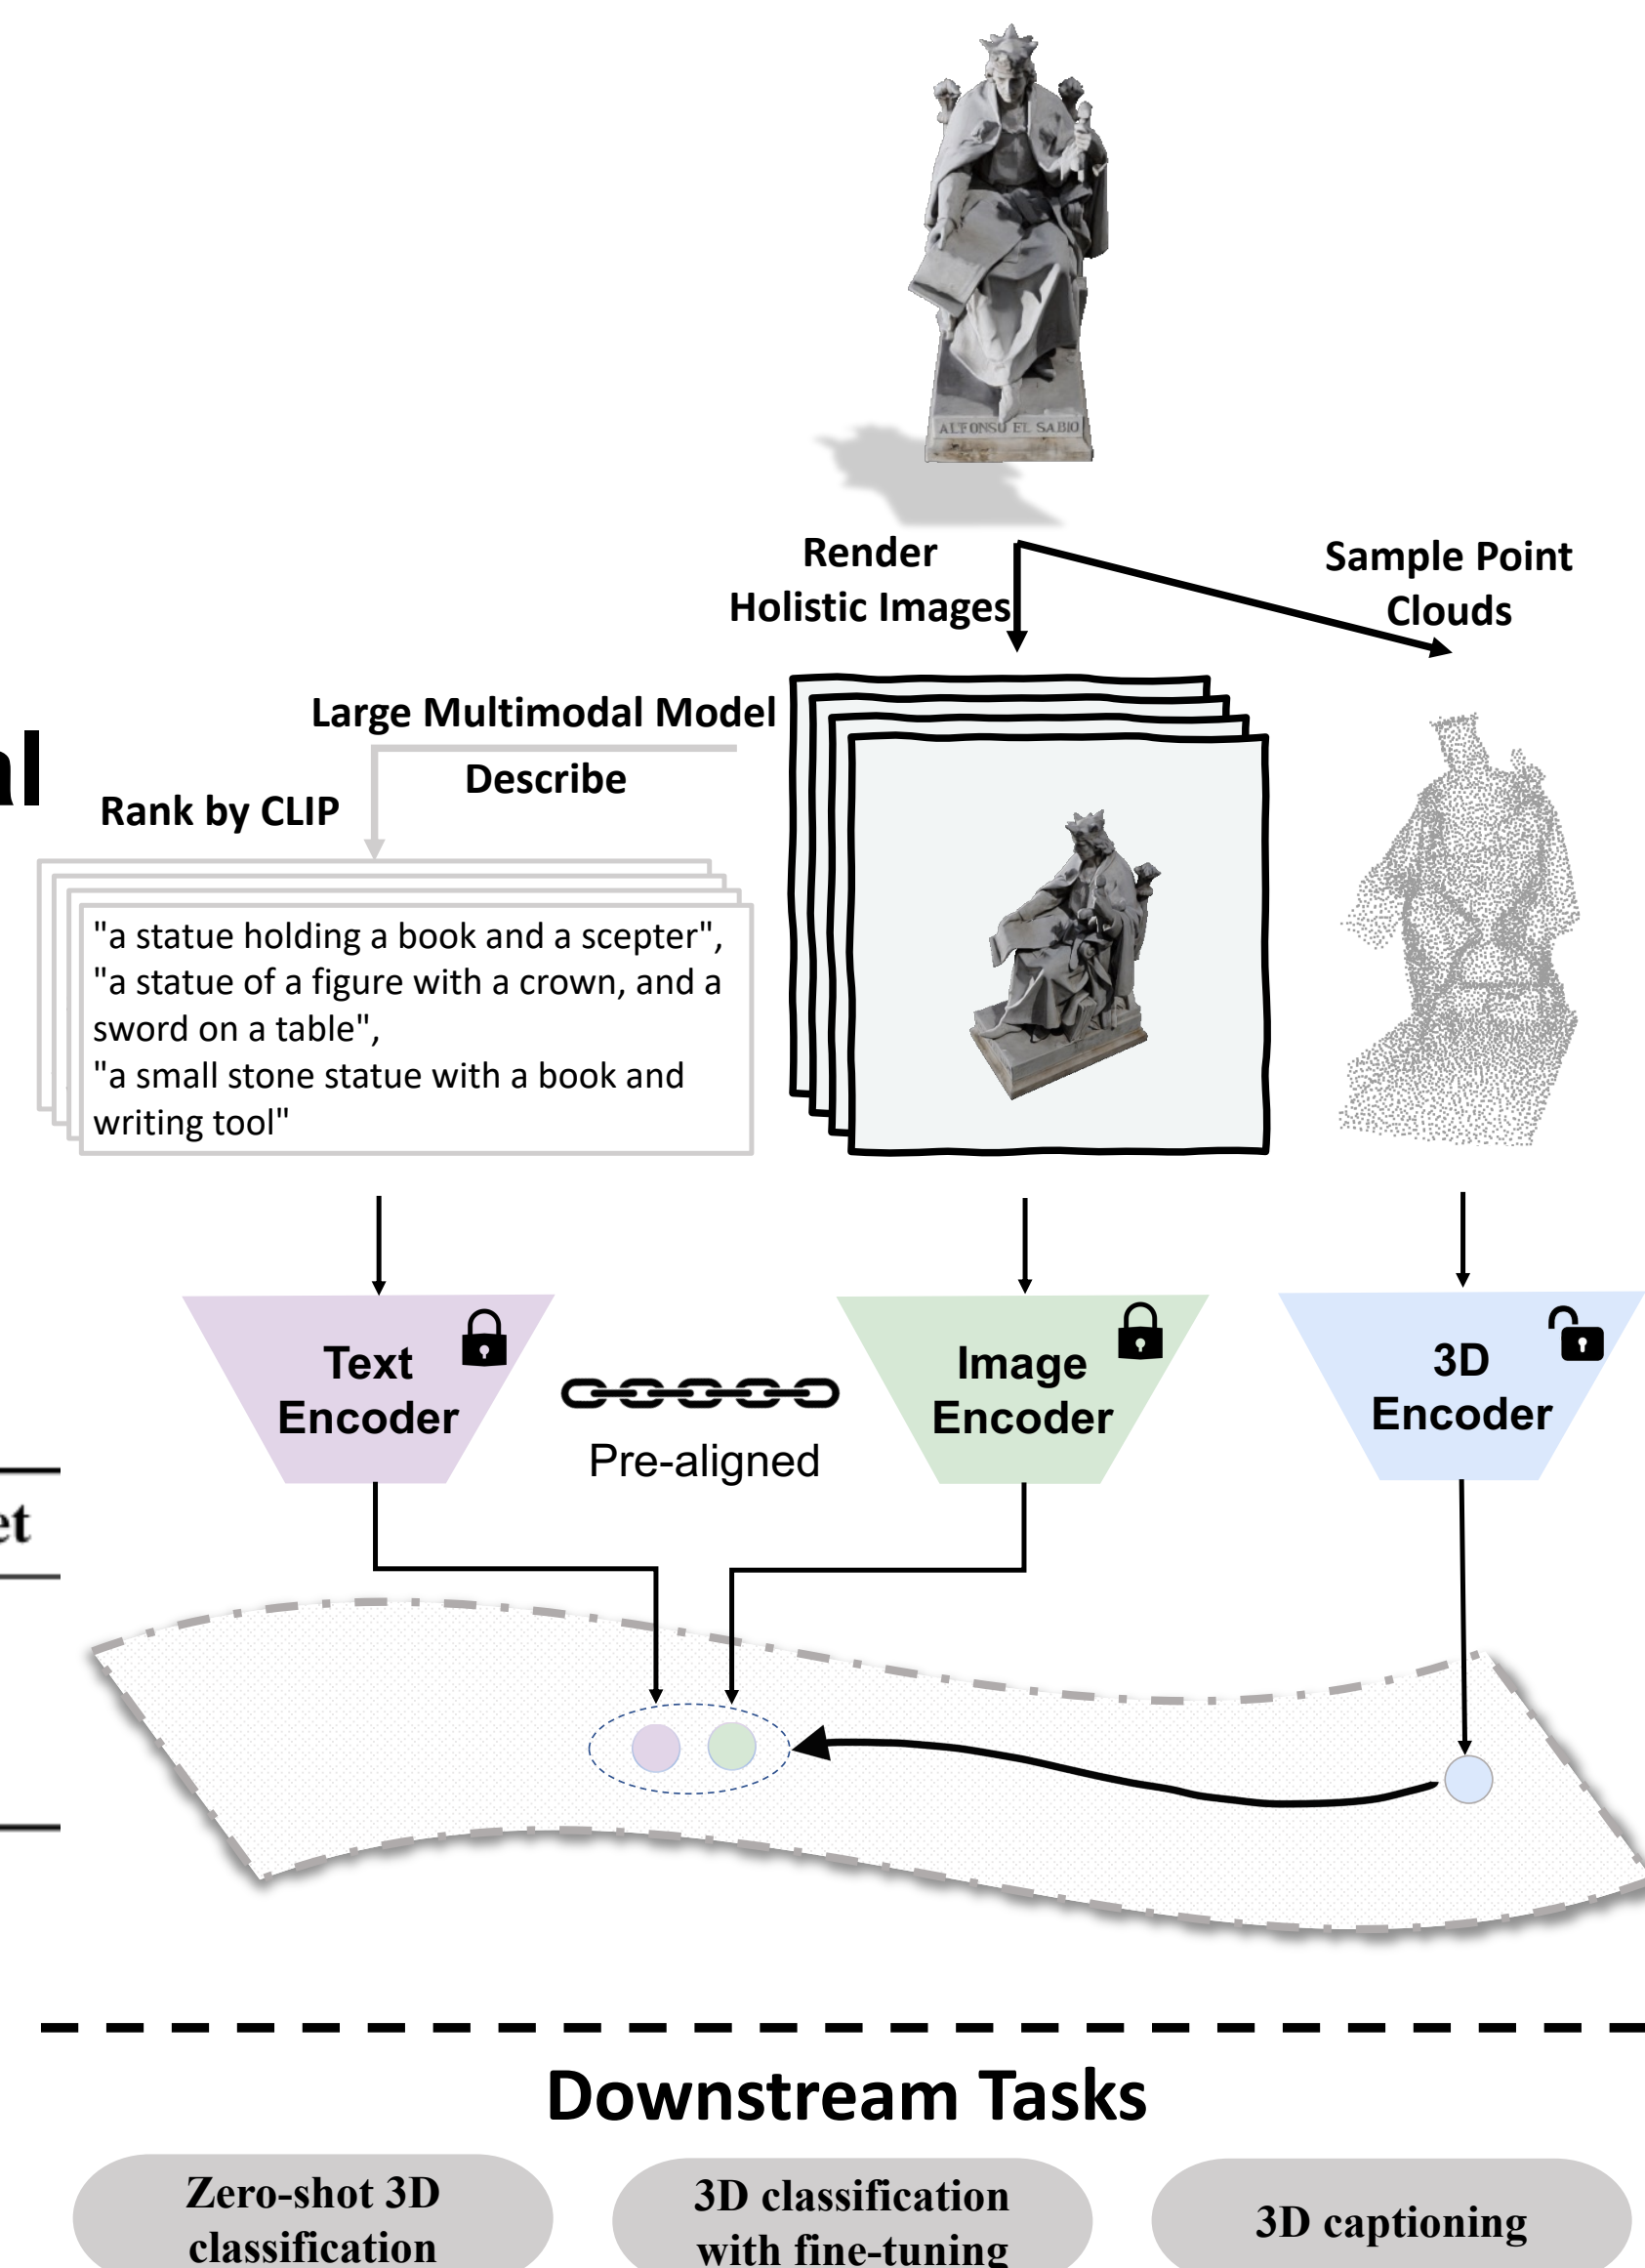 ALFONSO EL SABIO
Render
Holistic Images
Sample Point
Clouds
Large Multimodal Model
Describe
Rank by CLIP
"a statue holding a book and a scepter",
"a statue of a figure with a crown, and a
sword on a table",
"a small stone statue with a book and
writing tool"
Text
Encoder
Pre-aligned
Image
Encoder
3D
Encoder
Downstream Tasks
Zero-shot 3D
classification
3D classification
with fine-tuning
3D captioning